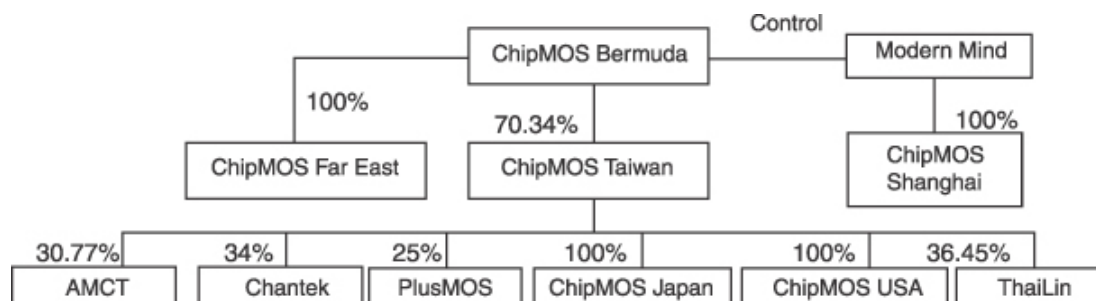 Control
ChipMOS Bermuda
Modern Mind
100%
70.34%
100%
ChipMOS Far East
ChipMOS Taiwan
ChipMOS
Shanghai
30.77%
34%
25%
100%
100%
36.45%
AMCT
Chantek
PlusMOS
ChipMOS Japan
ChipMOS USA
ThaiLin